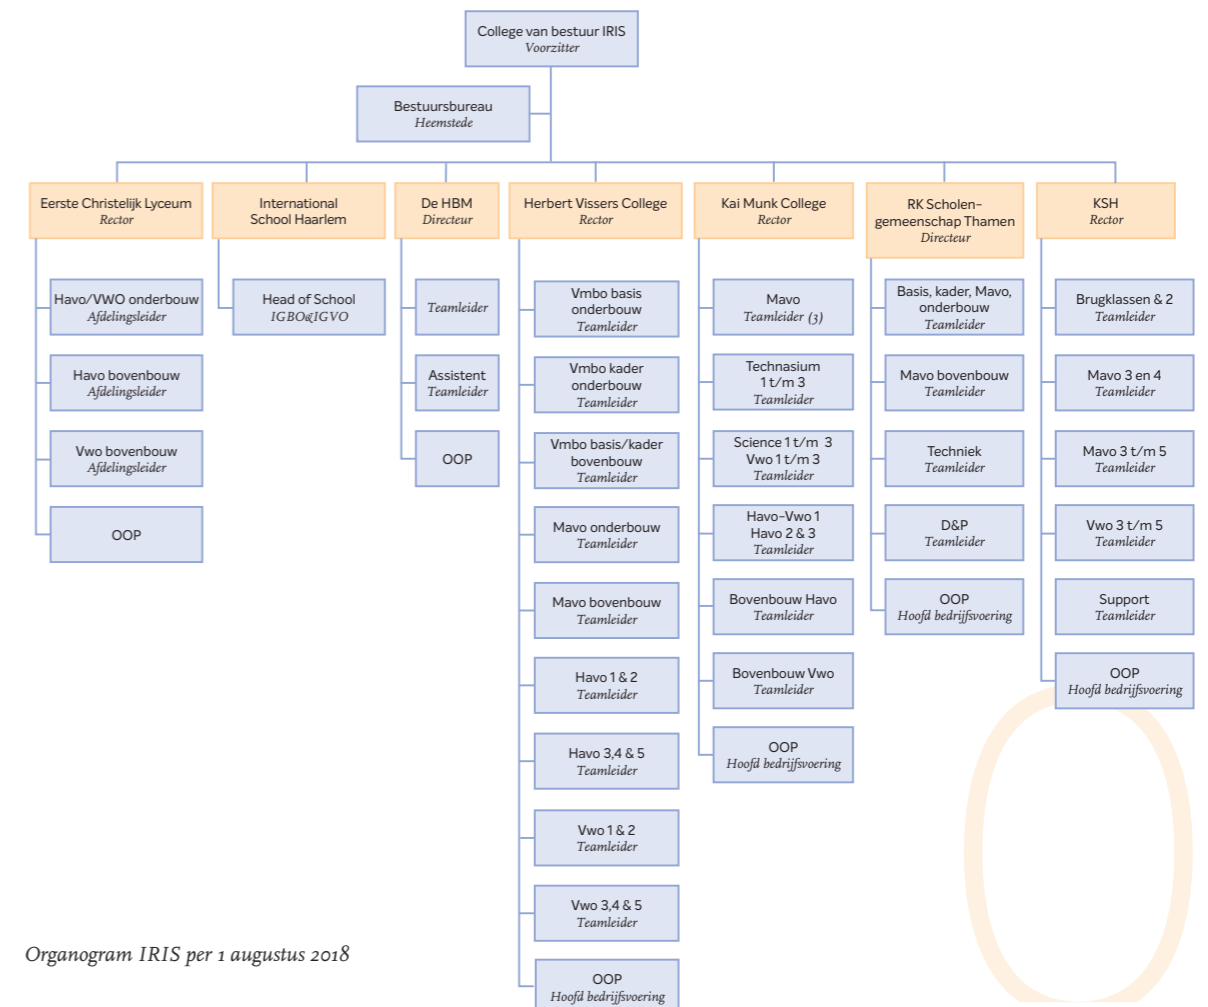 College van bestuur IRIS
Voorzitter
Bestuursbureau
Heemstede
Eerste Christelijk Lyceum
Rector
Havo/VWO onderbouw
Afdelingsleider
Havo bovenbouw
Afdelingsleider
Vwo bovenbouw
Afdelingsleider
OOP
International
School Haarlem
Head of School
IGBO&IGVO
De HBM
Directeur
Teamleider
Assistent
Teamleider
OOP
Herbert Vissers College
Rector
Vmbo basis
onderbouw
Teamleider
Vmbo kader
onderbouw
Teamleider
Vmbo basis/kader
bovenbouw
Teamleider
Mavo onderbouw
Teamleider
Mavo bovenbouw
Teamleider
Havo 1 & 2
Teamleider
Havo 3,4 & 5
Teamleider
Vwo 1 & 2
Teamleider
Vwo 3,4 & 5
Teamleider
OOP
Hoofd bedrijfsvoering
Kai Munk College
Rector
Mavo
Teamleider (3)
Technasium
1 t/m 3
Teamleider
Science 1 t/m 3
Vwo 1 t/m 3
Teamleider
Havo-Vwo 1
Havo 2 & 3
Teamleider
Bovenbouw Havo
Teamleider
Bovenbouw Vwo
Teamleider
OOP
Hoofd bedrijfsvoering
RK Scholen-
gemeenschap Thamen
Directeur
Basis, kader, Mavo,
onderbouw
Teamleider
Mavo bovenbouw
Teamleider
Techniek
Teamleider
D&P
Teamleider
OOP
Hoofd bedrijfsvoering
KSH
Rector
Brugklassen & 2
Teamleider
Mavo 3 en 4
Teamleider
Mavo 3 t/m 5
Teamleider
Vwo 3 t/m 5
Teamleider
Support
Teamleider
OOP
Hoofd bedrijfsvoering
Organogram IRIS per 1 augustus 2018